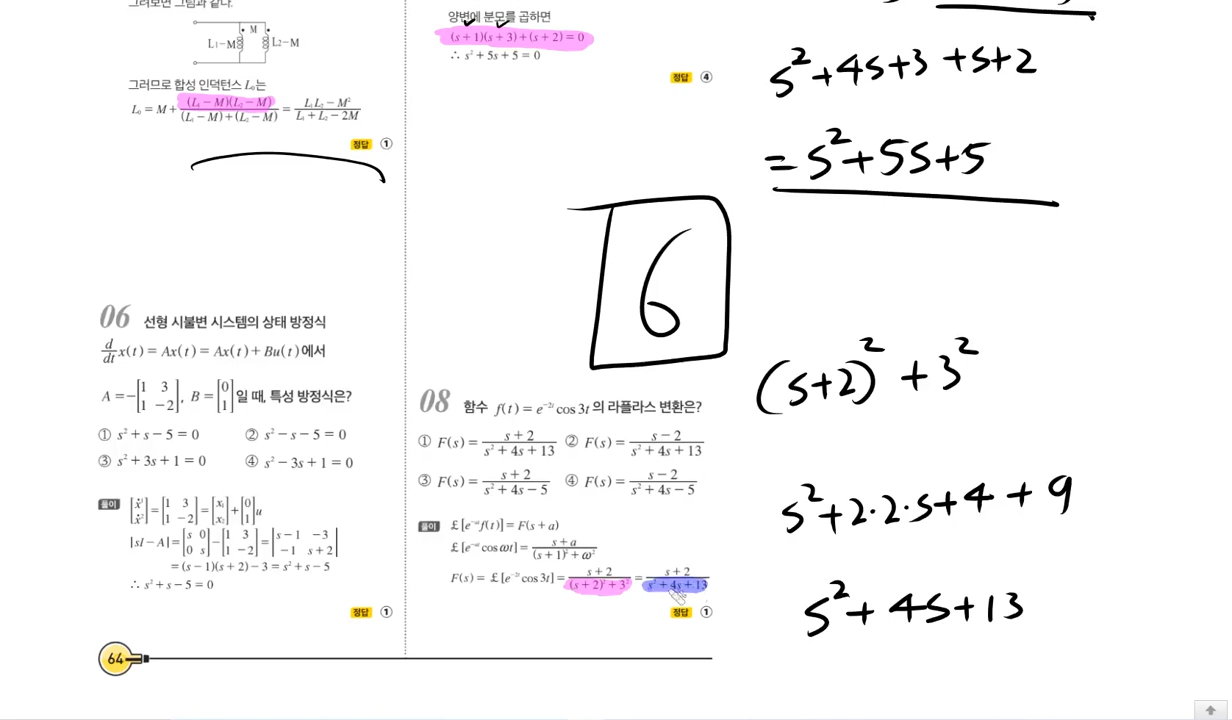 그려보면 그림과 같다.
M
L₁-M L₂-M
그러므로 합성 인덕턴스 L₀는
L₀ = M + (L₁ - M)(L₂ - M) / (L₁ - M) + (L₂ - M) = L₁L₂ - M² / L₁ + L₂ - 2M
정답 ①
06 선형 시불변 시스템의 상태 방정식
d/dt x(t) = Ax(t) = Ax(t) + Bu(t) 에서
A = -[1 3; 1 -2], B = [0; 1] 일 때, 특성 방정식은?
① s² + s - 5 = 0 ② s² - s - 5 = 0
③ s² + 3s + 1 = 0 ④ s² - 3s + 1 = 0
풀이 [ẋ₁; ẋ₂] = [1 3; 1 -2] = [x₁; x₂] + [0; 1]u
|sI - A| = [s 0; 0 s] - [1 3; 1 -2] = |s-1 -3; -1 s+2|
= (s-1)(s+2) - 3 = s² + s - 5
∴ s² + s - 5 = 0
정답 ①
64
양변에 분모를 곱하면
(s+1)(s+3) + (s+2) = 0
∴ s² + 5s + 5 = 0
정답 ④
08 함수 f(t) = e⁻²ᵗ cos 3t 의 라플라스 변환은?
① F(s) = s+2 / s² + 4s + 13 ② F(s) = s-2 / s² + 4s + 13
③ F(s) = s+2 / s² + 4s - 5 ④ F(s) = s-2 / s² + 4s - 5
풀이 £[e⁻ᵃᵗ f(t)] = F(s+a)
£[e⁻ᵃᵗ cos ωt] = s+a / (s+1)² + ω²
F(s) = £[e⁻²ᵗ cos 3t] = s+2 / (s+2)² + 3² = s+2 / s² + 4s + 13
정답 ①
s² + 4s + 3 + s + 2
= s² + 5s + 5
6
(s+2)² + 3²
s² + 2·2·s + 4 + 9
s² + 4s + 13